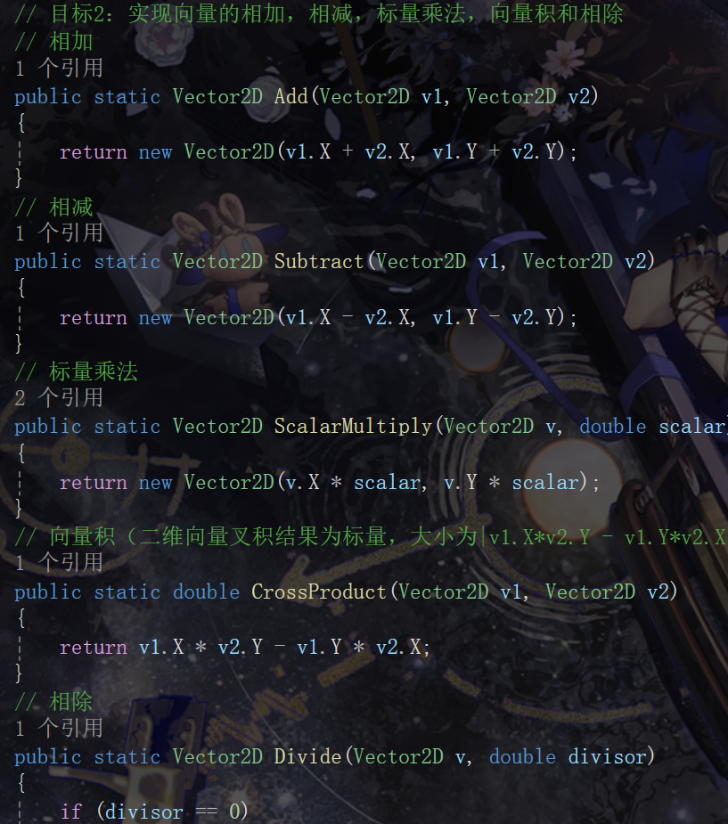 // 目标2: 实现向量的相加，相减，标量乘法，向量积和相除
// 相加
1 个引用
public static Vector2D Add(Vector2D v1, Vector2D v2)
{
return new Vector2D(v1.X + v2.X, v1.Y + v2.Y);
}
// 相减
1 个引用
public static Vector2D Subtract(Vector2D v1, Vector2D v2)
{
return new Vector2D(v1.X - v2.X, v1.Y - v2.Y);
}
// 标量乘法
2 个引用
public static Vector2D ScalarMultiply(Vector2D v, double scalar
{
return new Vector2D(v.X * scalar, v.Y * scalar);
}
// 向量积（二维向量叉积结果为标量，大小为|v1.X*v2.Y - v1.Y*v2.X
1 个引用
public static double CrossProduct(Vector2D v1, Vector2D v2)
{
return v1.X * v2.Y - v1.Y * v2.X;
}
// 相除
1 个引用
public static Vector2D Divide(Vector2D v, double divisor)
{
if (divisor == 0)